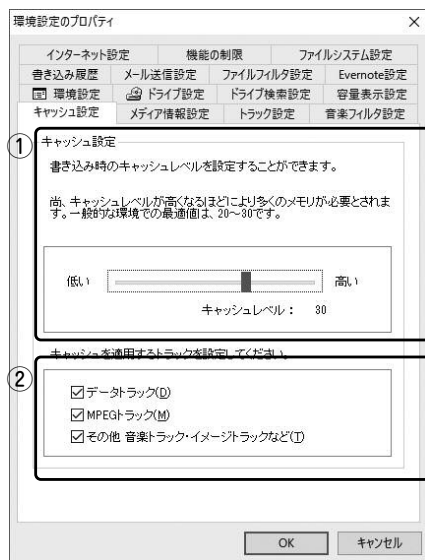 環境設定のプロパティ
インターネット設定 機能の制限 ファイルシステム設定
書き込み履歴 メール送信設定 ファイルフィルタ設定 Evernote設定
環境設定 ドライブ設定 ドライブ検索設定 容量表示設定
キャッシュ設定 メディア情報設定 トラック設定 音楽フィルタ設定
①
キャッシュ設定
書き込み時のキャッシュレベルを設定することができます。
尚、キャッシュレベルが高くなるほどにより多くのメモリが必要とされま
す。一般的な環境での最適値は、20～30です。
低い 高い
キャッシュレベル： 30
キャッシュを適用するトラックを設定してください。
②
データトラック(D)
MPEGトラック(M)
その他 音楽トラック・イメージトラックなど(T)
OK キャンセル